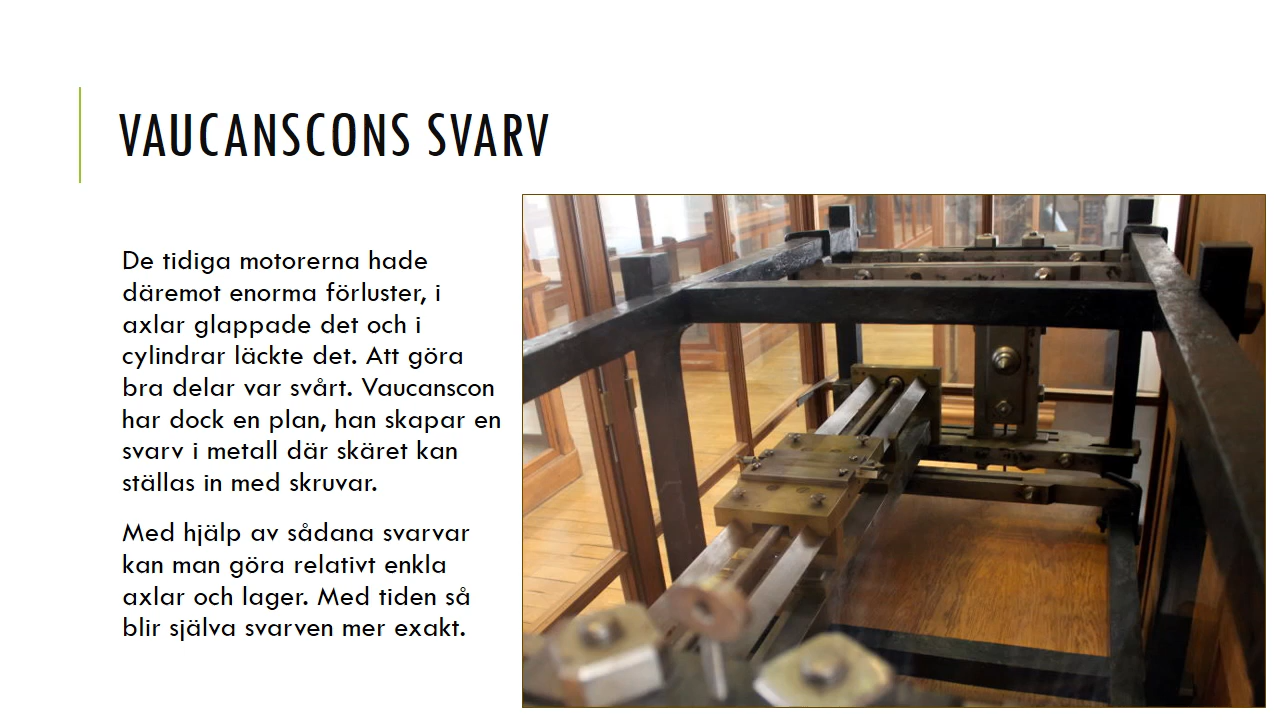 VAUCANSCONS SVARV
De tidiga motorerna hade
däremot enorma förluster, i
axlar glappade det och i
cylindrar läckte det. Att göra
bra delar var svårt. Vaucanscon
har dock en plan, han skapar en
svarv i metall där skäret kan
ställas in med skruvar.
Med hjälp av sådana svarvar
kan man göra relativt enkla
axlar och lager. Med tiden så
blir själva svarven mer exakt.